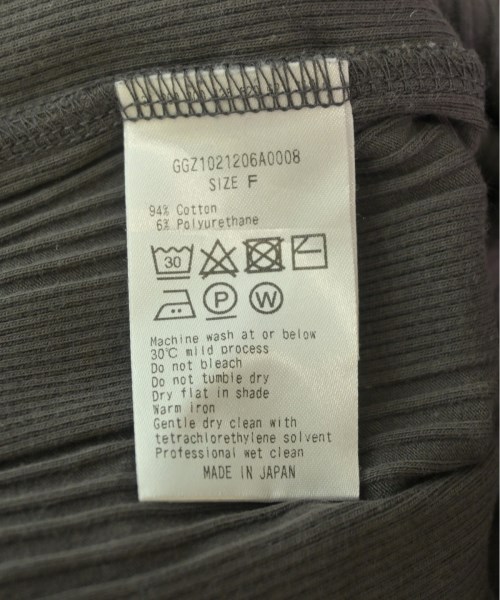 GGZ1021206A0008
SIZE F
94% Cotton
6% Polyurethane
30
P W
Machine wash at or below
30℃ mild process
Do not bleach
Do not tumble dry
Dry flat in shade
Warm iron
Gentle dry clean with
tetrachlorethylene solvent
Professional wet clean
MADE IN JAPAN